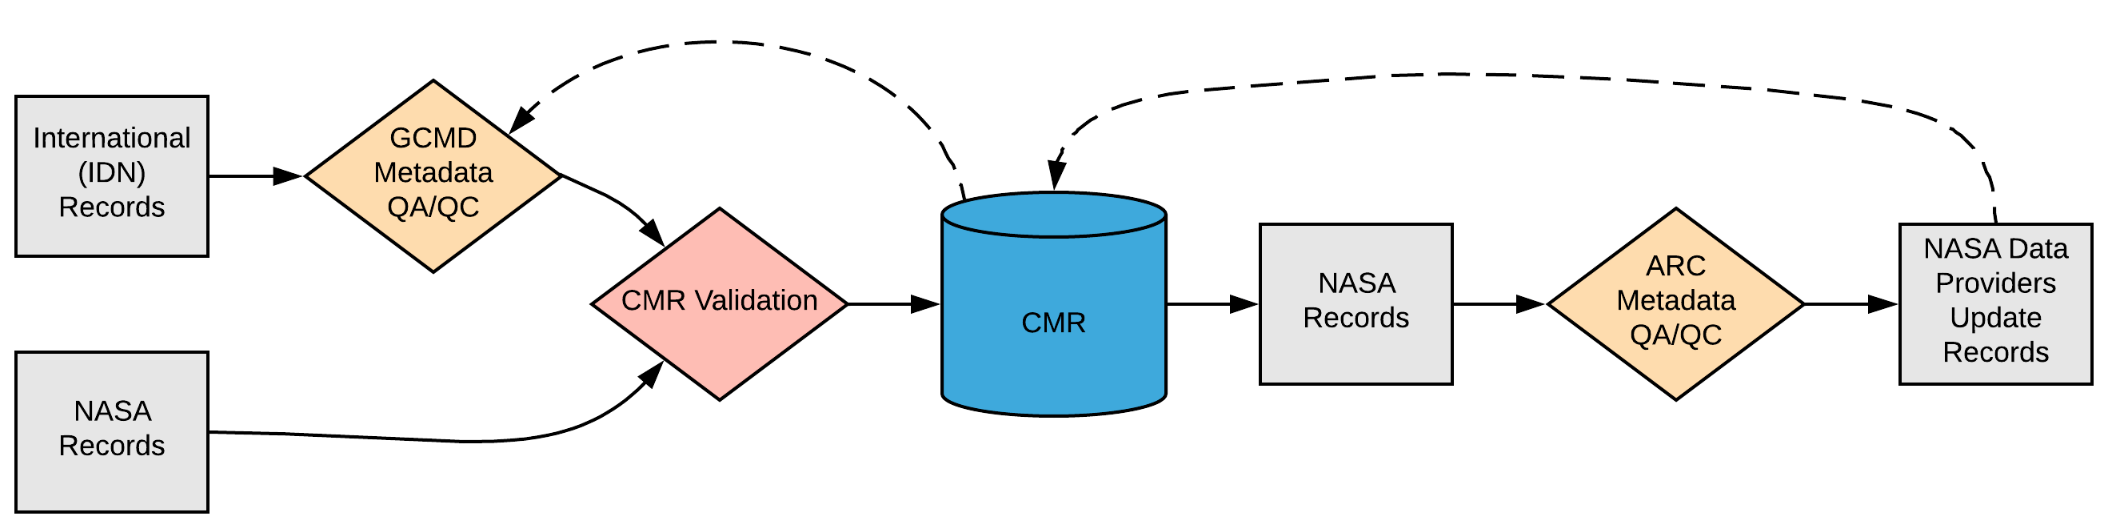 International
(IDN)
Records
GCMD
Metadata
QA/QC
NASA
Records
CMR Validation
CMR
NASA
Records
ARC
Metadata
QA/QC
NASA Data
Providers
Update
Records